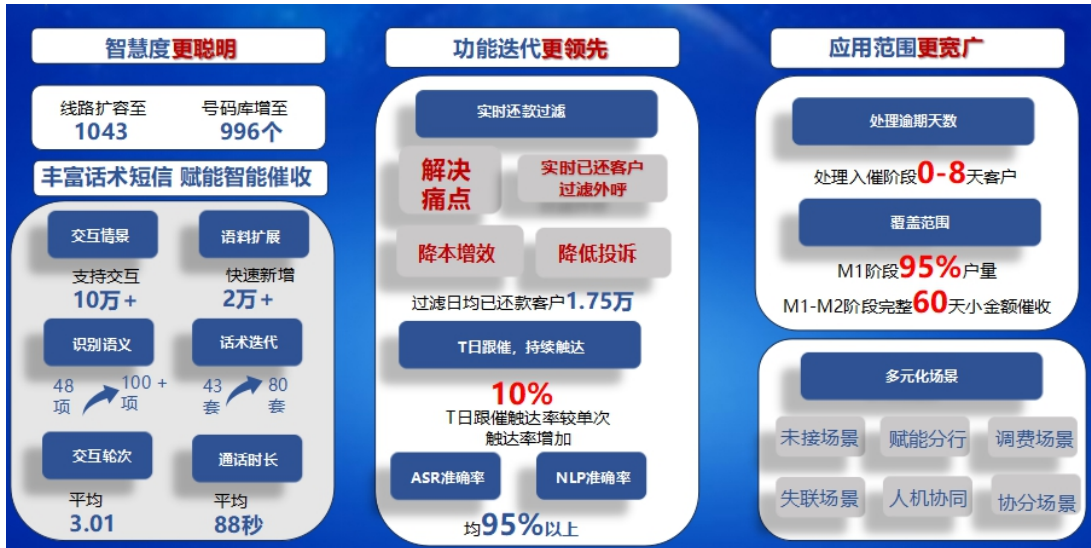 智慧度更聪明
线路扩容至 号码库增至
1043 996个
丰富话术短信 赋能智能催收
交互情景 语料扩展
支持交互 快速新增
10万+ 2万+
识别语义 话术迭代
48项 100+项 43套 80套
交互轮次 通话时长
平均 平均
3.01 88秒
功能迭代更领先
实时还款过滤
解决痛点
实时已还客户
过滤外呼
降本增效 降低投诉
过滤日均已还款客户1.75万
T日跟催，持续触达
10%
T日跟催触达率较单次
触达率增加
ASR准确率 NLP准确率
均95%以上
应用范围更宽广
处理逾期天数
处理入催阶段0-8天客户
覆盖范围
M1阶段95%户量
M1-M2阶段完整60天小金额催收
多元化场景
未接场景 赋能分行 调费场景
失联场景 人机协同 协分场景